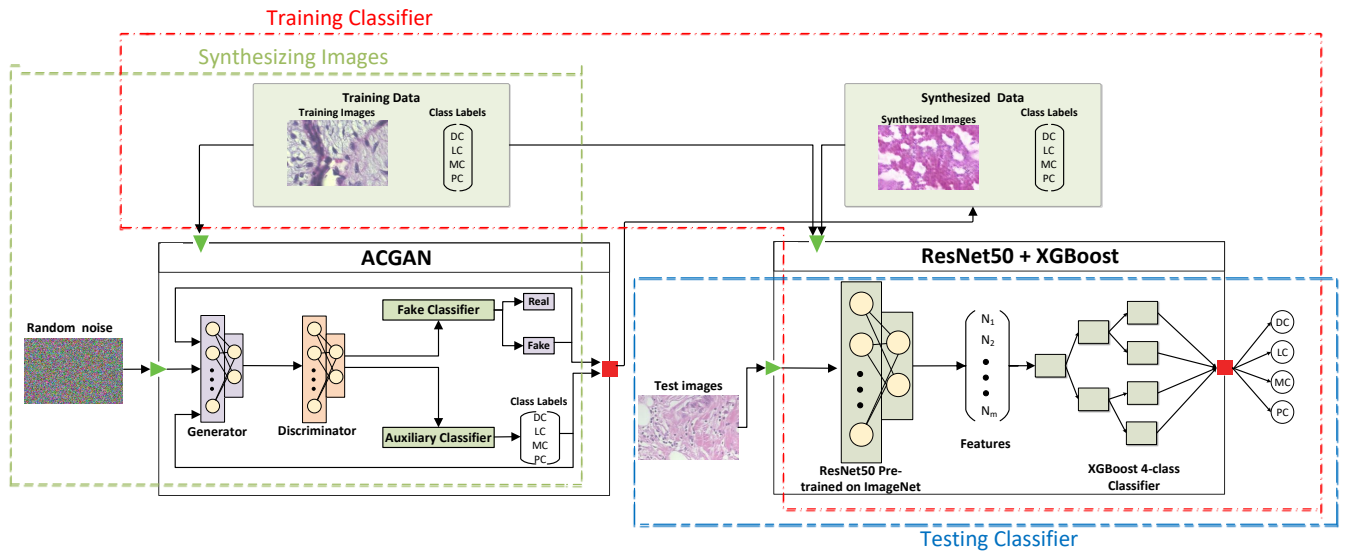 Training Classifier
Synthesizing Images
Training Data
Training Images
Class Labels
DC
LC
MC
PC
Synthesized Data
Synthesized Images
Class Labels
DC
LC
MC
PC
ACGAN
Random noise
Generator
Discriminator
Fake Classifier
Real
Fake
Auxiliary Classifier
Class Labels
DC
LC
MC
PC
ResNet50 + XGBoost
Test images
ResNet50 Pre-
trained on ImageNet
N1
N2
Nm
Features
XGBoost 4-class
Classifier
DC
LC
MC
PC
Testing Classifier